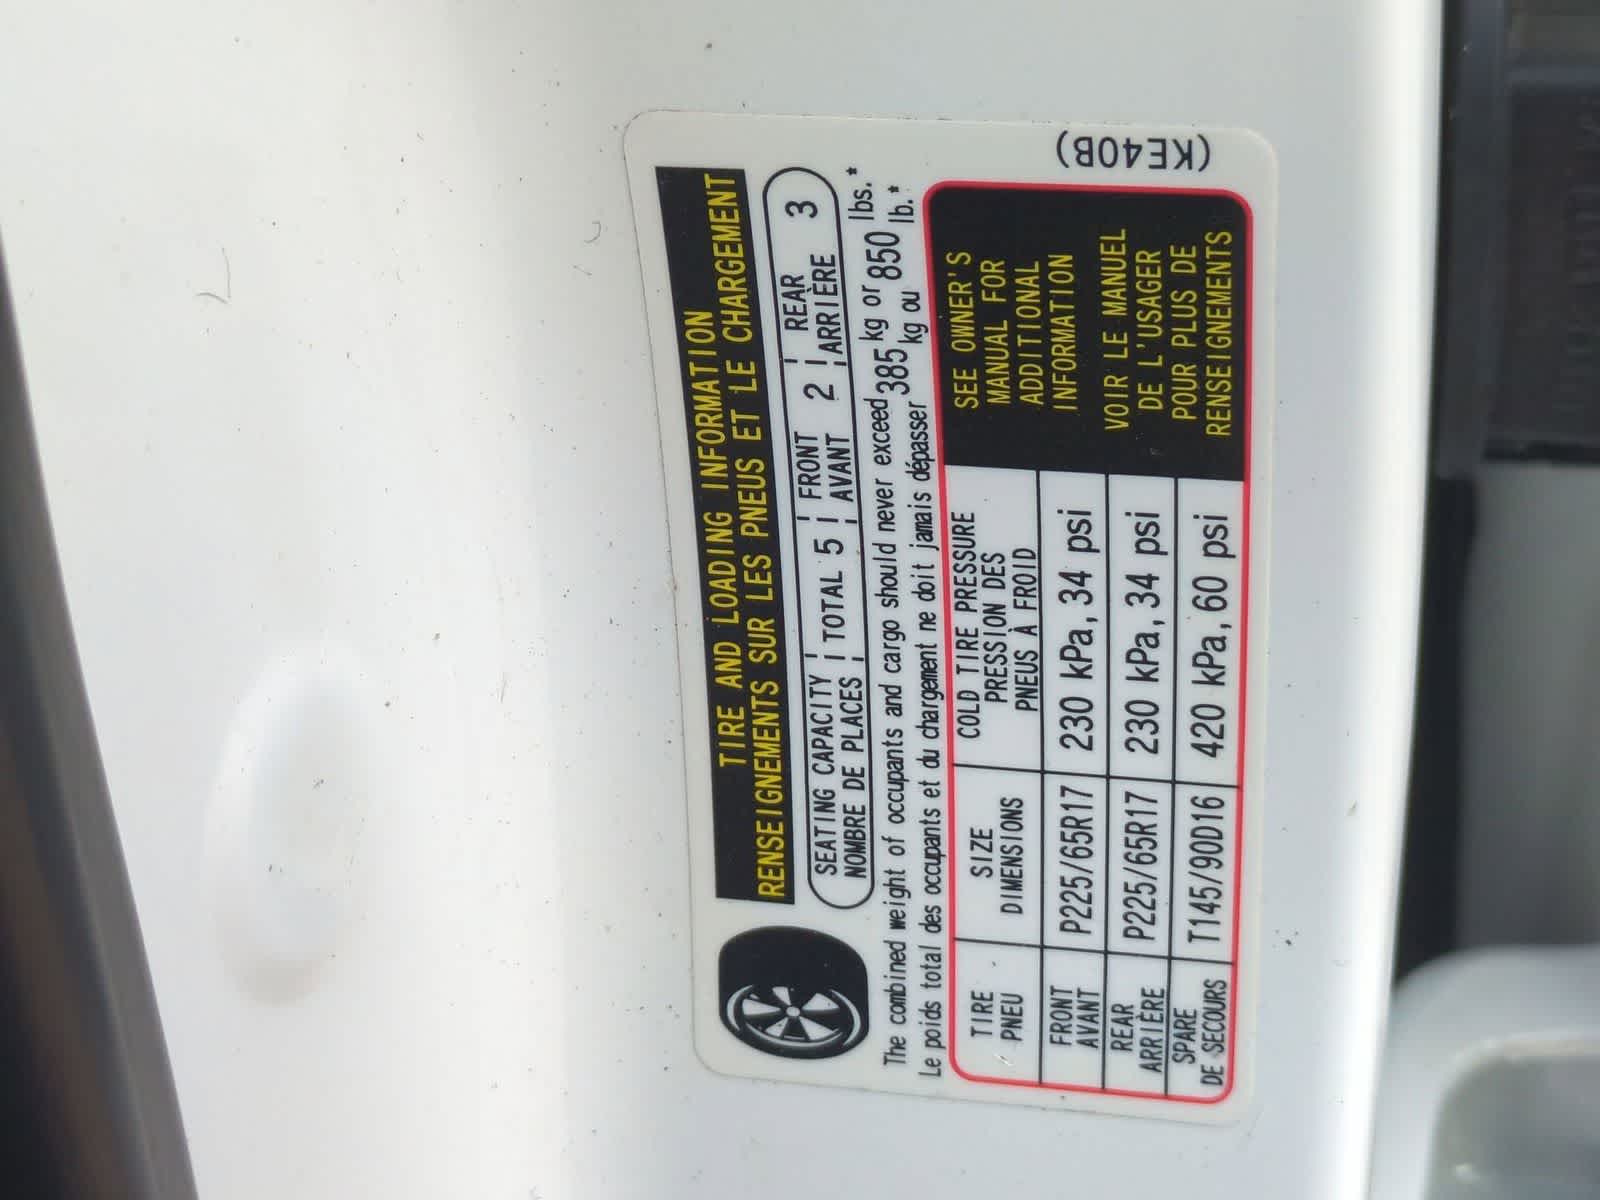 TIRE AND LOADING INFORMATION
RENSEIGNEMENTS SUR LES PNEUS ET LE CHARGEMENT
SEATING CAPACITY TOTAL 5 FRONT 2 REAR 3
NOMBRE DE PLACES AVANT ARRIÈRE
The combined weight of occupants and cargo should never exceed 385 kg or 850 lbs.*
Le poids total des occupants et du chargement ne doit jamais dépasser kg ou lb.*
TIRE SIZE COLD TIRE PRESSURE
PNEU DIMENSIONS PRESSION DES
PNEUS À FROID
FRONT P225/65R17 230 kPa, 34 psi
AVANT
REAR P225/65R17 230 kPa, 34 psi
ARRIÈRE
SPARE T145/90D16 420 kPa, 60 psi
DE SECOURS
SEE OWNER'S
MANUAL FOR
ADDITIONAL
INFORMATION
VOIR LE MANUEL
DE L'USAGER
POUR PLUS DE
RENSEIGNEMENTS
(KE40B)